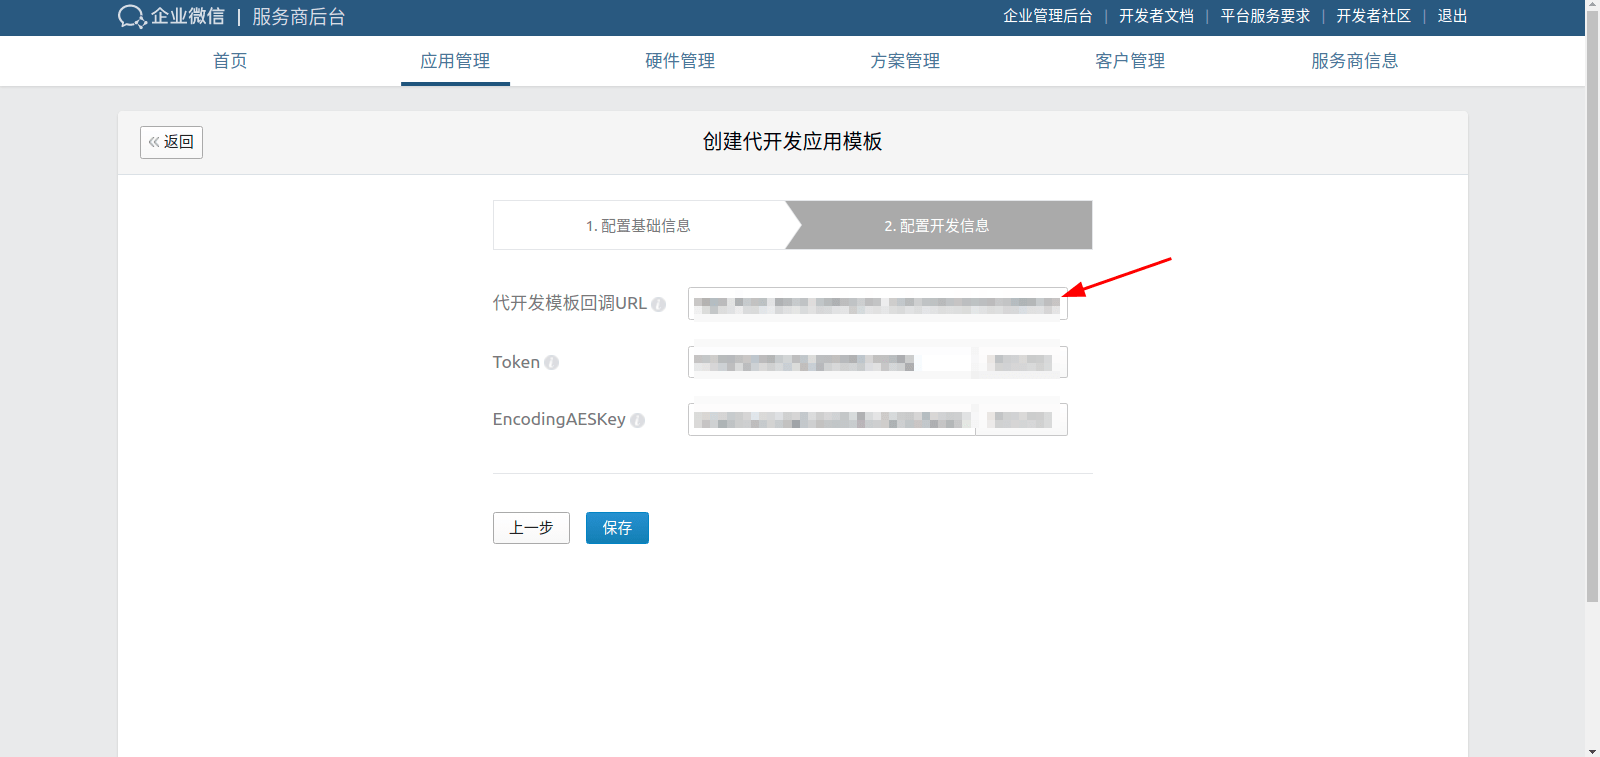 企业微信 | 服务商后台
企业管理后台 | 开发者文档 | 平台服务要求 | 开发者社区 | 退出
首页 应用管理 硬件管理 方案管理 客户管理 服务商信息
返回
创建代开发应用模板
1. 配置基础信息
2. 配置开发信息
代开发模板回调URL
Token
EncodingAESKey
上一步 保存